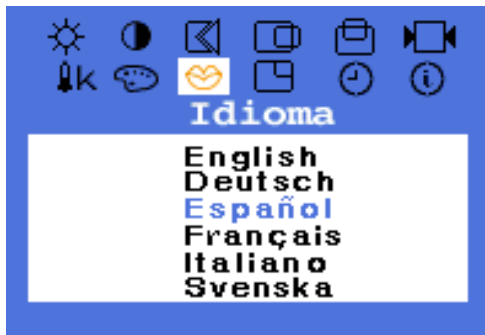 K
Idioma
English
Deutsch
Español
Français
Italiano
Svenska